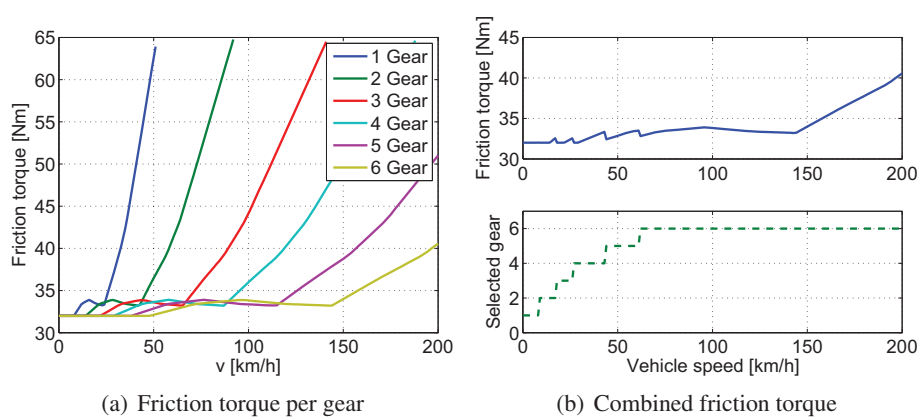 Friction torque [Nm]
65
60
55
50
45
40
35
30
0
50
100
150
200
v [km/h]
1 Gear
2 Gear
3 Gear
4 Gear
5 Gear
6 Gear
(a) Friction torque per gear
Friction torque [Nm]
45
40
35
30
0
50
100
150
200
Selected gear
6
4
2
0
0
50
100
150
200
Vehicle speed [km/h]
(b) Combined friction torque